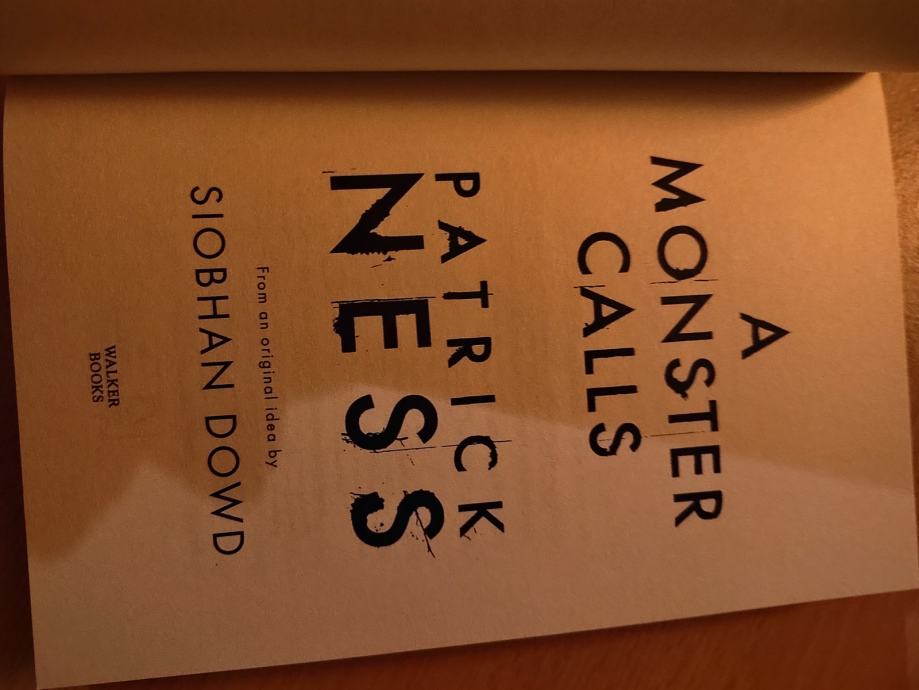 A
MONSTER
CALLS
PATRICK
NESS
From an original idea by
SIOBHAN DOWD
WALKER
BOOKS